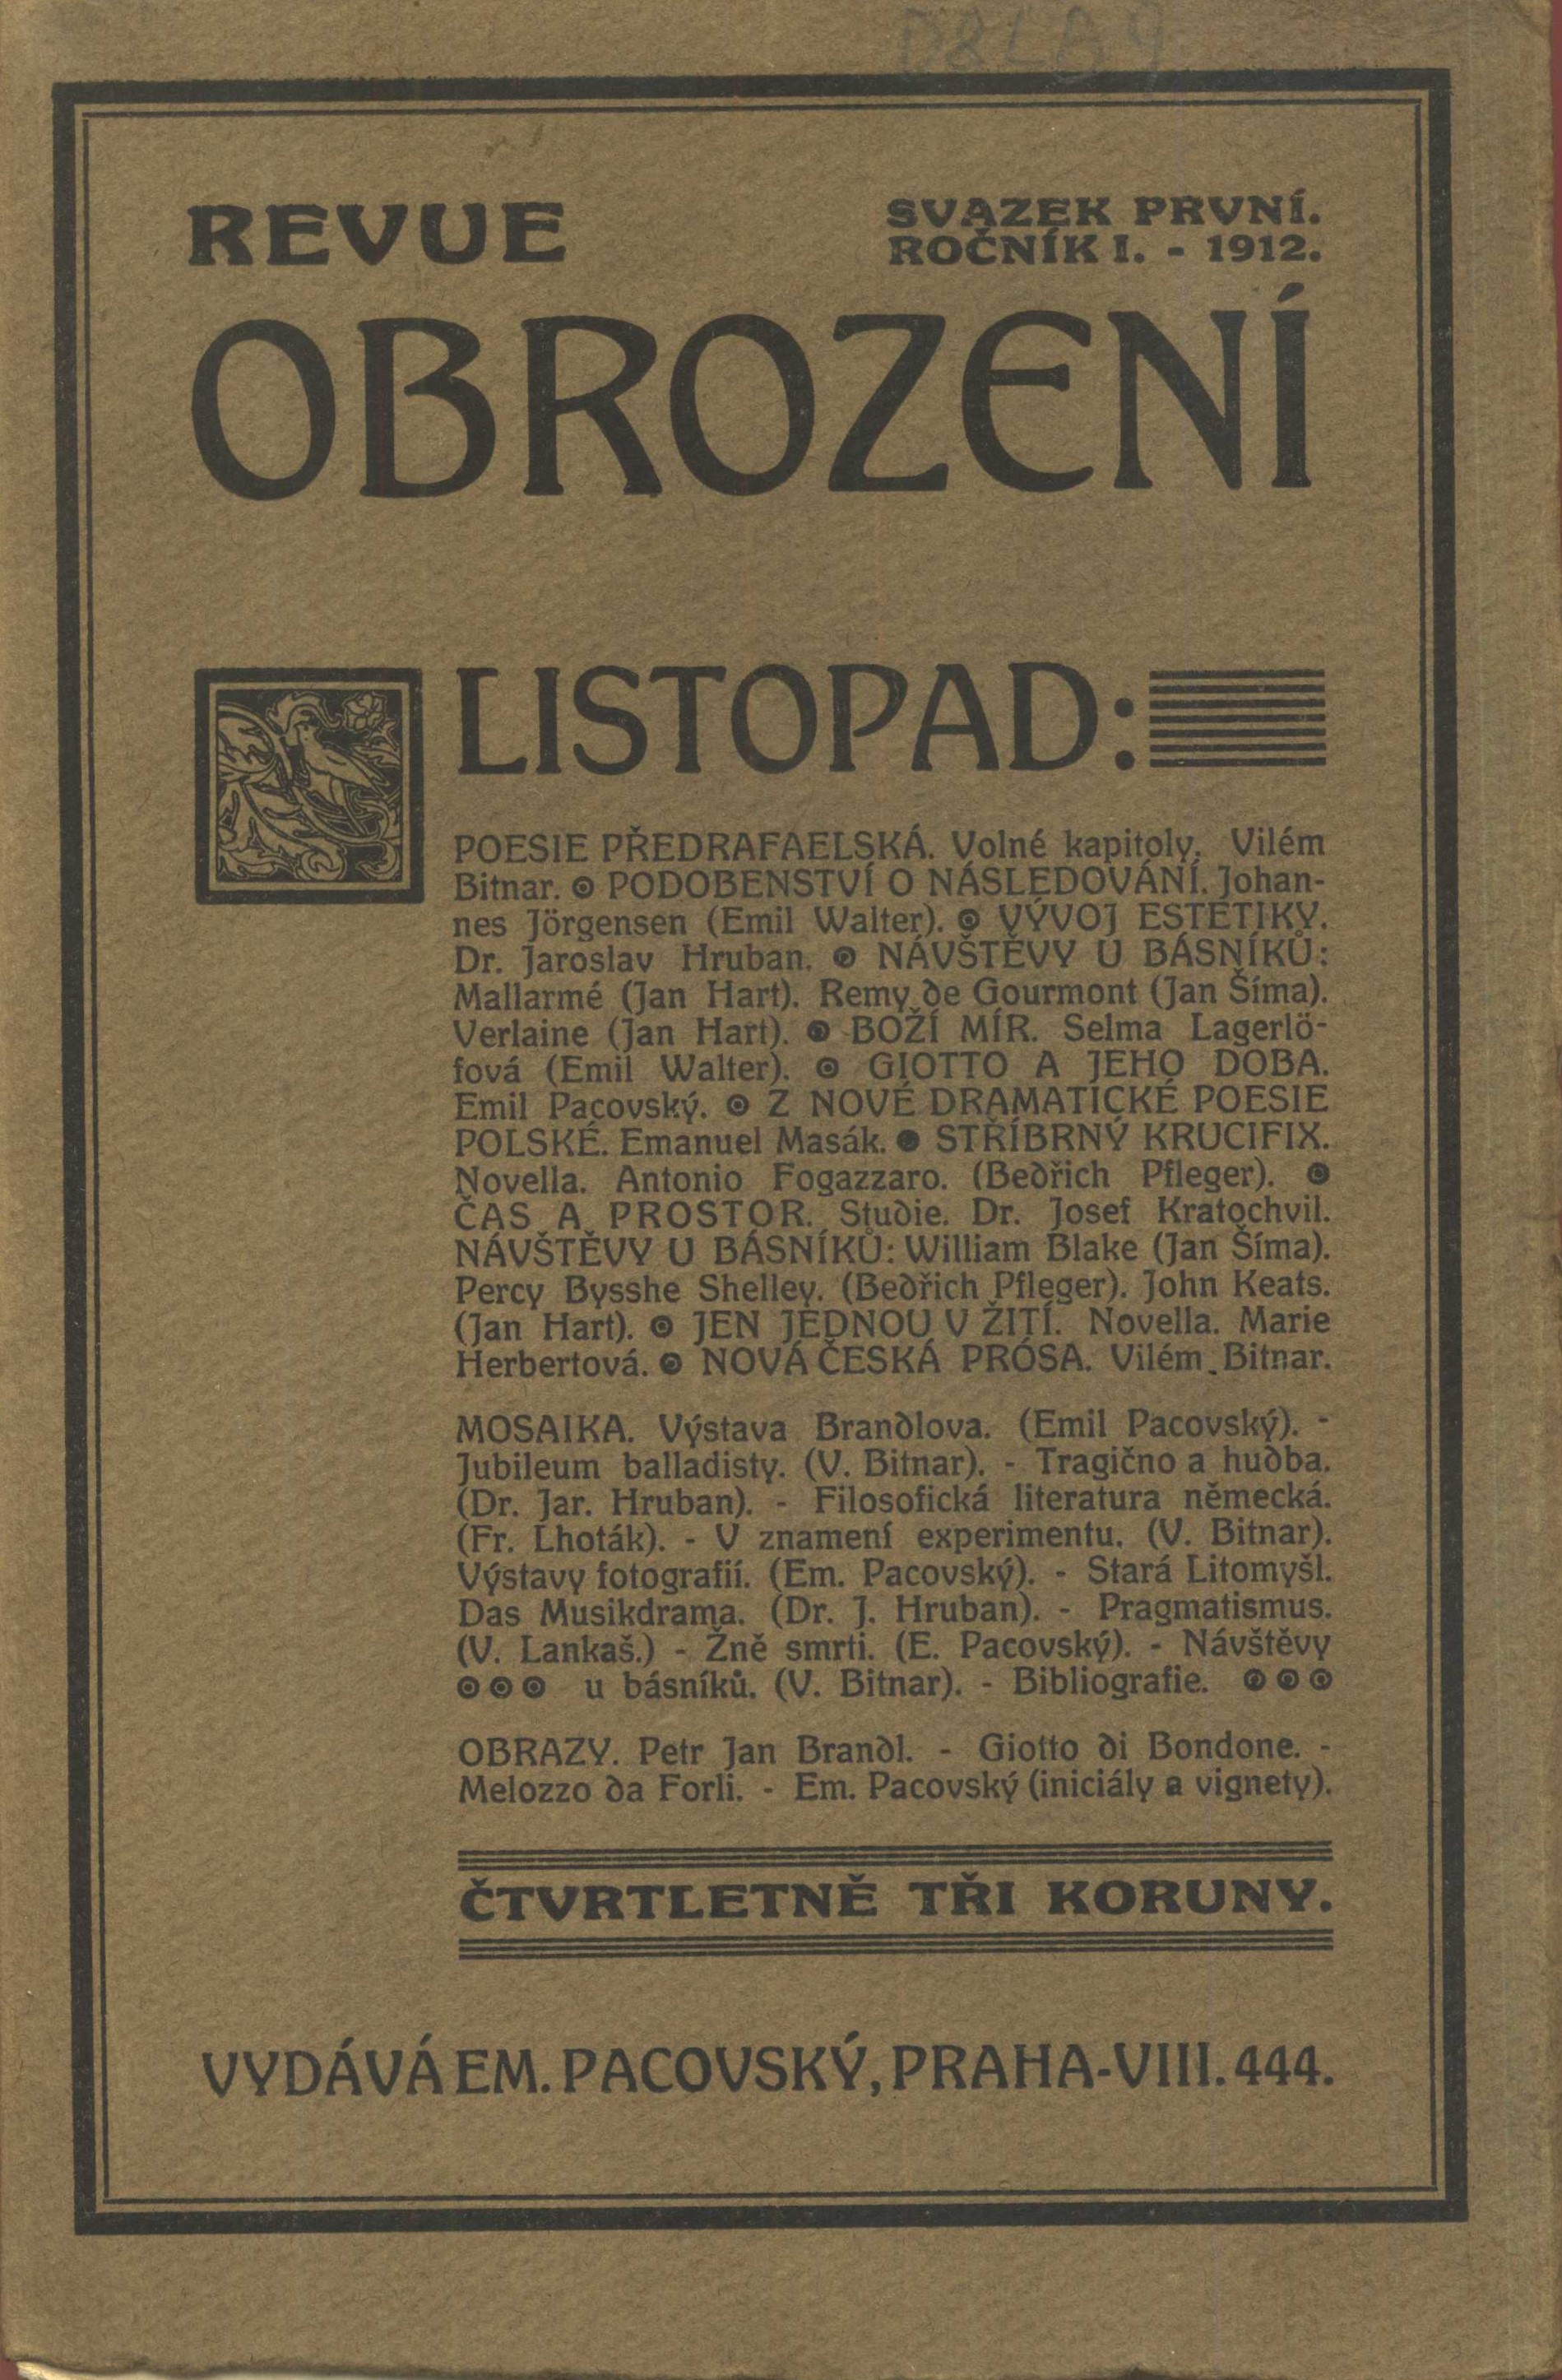 REVUE
SVAZEK PRVNÍ.
ROČNÍK I. - 1912.
OBROZENÍ
LISTOPAD:
POESIE PŘEDRAFAELSKÁ. Volné kapitoly. Vilém
Bitnar. PODOBENSTVÍ O NÁSLEDOVÁNÍ. Johan-
nes Jörgensen (Emil Walter). VÝVOJ ESTETIKY.
Dr. Jaroslav Hruban. NÁVŠTĚVY U BÁSNÍKŮ:
Mallarmé (Jan Hart). Remy de Gourmont (Jan Šíma).
Verlaine (Jan Hart). BOŽÍ MÍR. Selma Lagerlö-
fová (Emil Walter). GIOTTO A JEHO DOBA.
Emil Pacovský. Z NOVÉ DRAMATICKÉ POESIE
POLSKÉ. Emanuel Masák. STŘÍBRNÝ KRUCIFIX.
Novella. Antonio Fogazzaro. (Bedřich Pfleger).
ČAS A PROSTOR. Studie. Dr. Josef Kratochvil.
NÁVŠTĚVY U BÁSNÍKŮ: William Blake (Jan Šíma).
Percy Bysshe Shelley. (Bedřich Pfleger). John Keats.
(Jan Hart). JEN JEDNOU V ŽITÍ. Novella. Marie
Herbertová. NOVÁ ČESKÁ PRÓSA. Vilém Bitnar.
MOSAIKA. Výstava Brandlova. (Emil Pacovský). -
Jubileum balladisty. (V. Bitnar). - Tragično a hudba.
(Dr. Jar. Hruban). - Filosofická literatura německá.
(Fr. Lhoták). - V znamení experimentu. (V. Bitnar).
Výstavy fotografií. (Em. Pacovský). - Stará Litomyšl.
Das Musikdrama. (Dr. J. Hruban). - Pragmatismus.
(V. Lankaš.) - Žně smrti. (E. Pacovský). - Návštěvy
u básníků. (V. Bitnar). - Bibliografie.
OBRAZY. Petr Jan Brandl. - Giotto di Bondone. -
Melozzo da Forli. - Em. Pacovský (iniciály a vignety).
ČTVRTLETNĚ TŘI KORUNY.
VYDÁVÁ EM. PACOVSKÝ, PRAHA-VIII. 444.